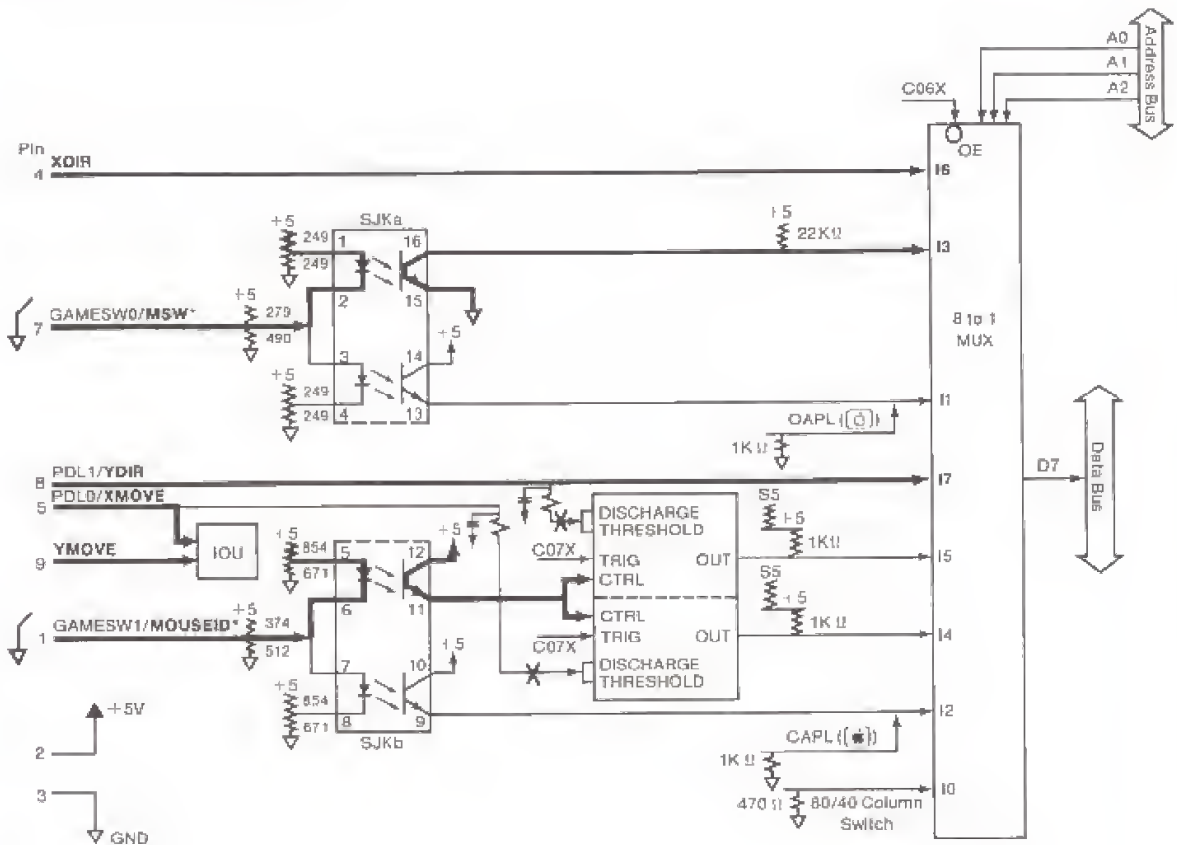 A0
A1
A2
Address Bus
C06X
OE
Pin
4 XDIR
I6
SJKa
+5
249
249
1
16
2
15
+5
22KΩ
I3
GAMESW0/MSW*
7
+5
279
490
8 to 1
MUX
3
14
+5
+5
249
249
4
13
I1
OAPL
1KΩ
PDL1/YDIR
8
I7
D7
Data Bus
PDL0/XMOVE
5
YMOVE
9
IOU
+5
5
12
+5
854
671
6
11
DISCHARGE
THRESHOLD
C07X
TRIG
OUT
CTRL
S5
+5
1KΩ
I5
CTRL
TRIG
OUT
C07X
DISCHARGE
THRESHOLD
S5
+5
1KΩ
I4
GAMESW1/MOUSEID*
1
+5
374
512
7
10
+5
+5
854
671
8
9
SJKb
I2
CAPL
1KΩ
I0
470 Ω
80/40 Column
Switch
+5V
2
3
GND